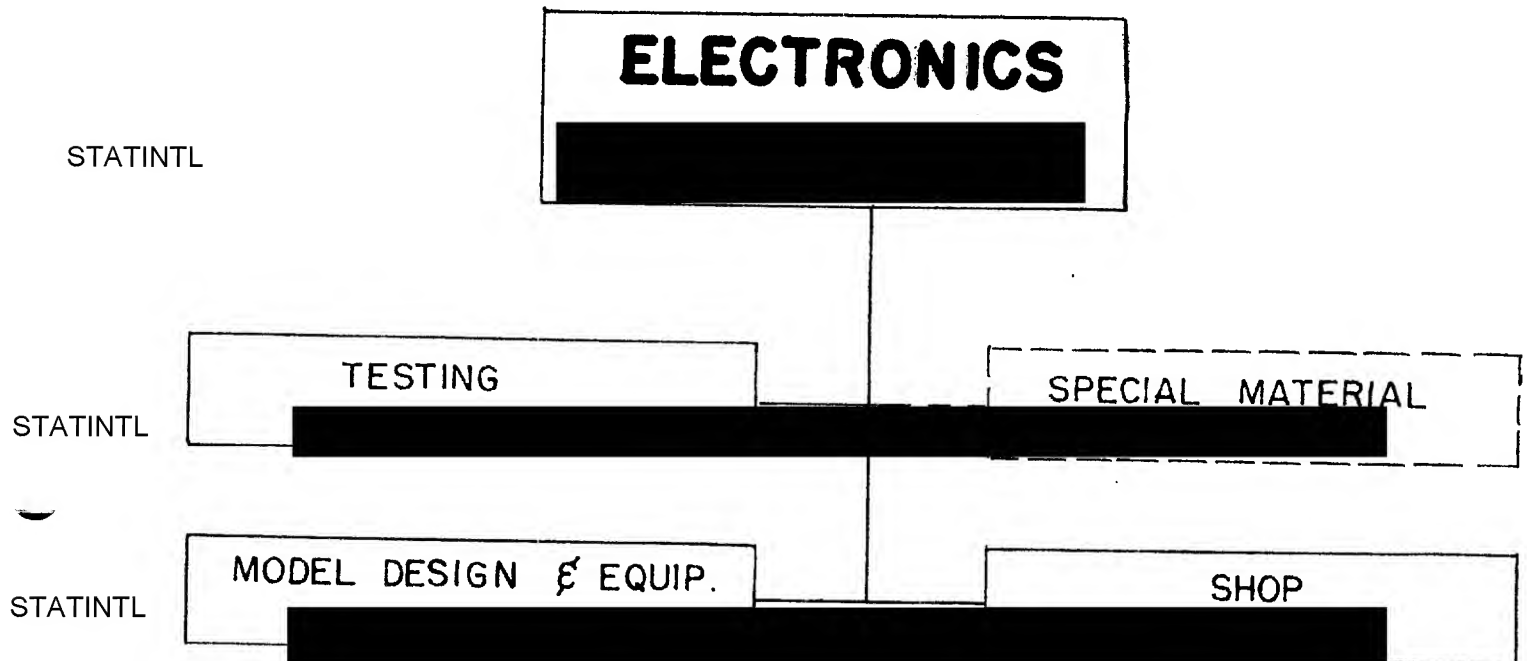 ELECTRONICS
STATINTL
TESTING
SPECIAL MATERIAL
STATINTL
MODEL DESIGN & EQUIP.
SHOP
STATINTL